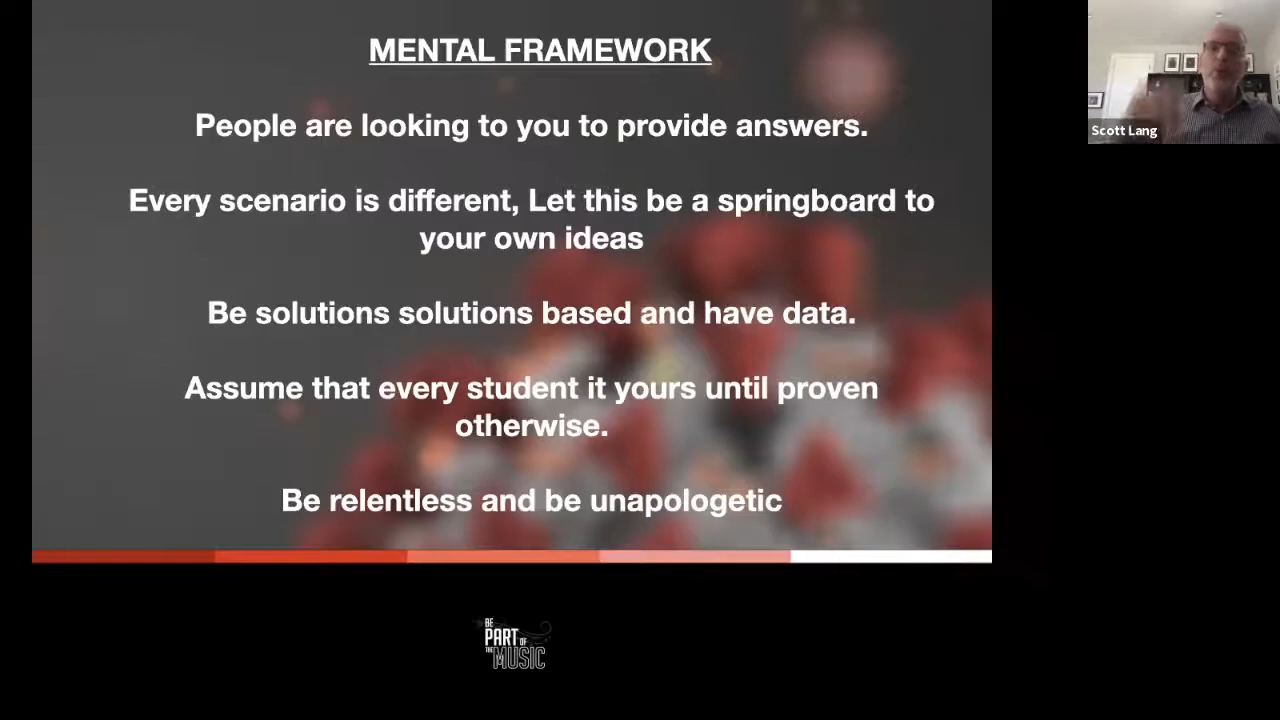 MENTAL FRAMEWORK
People are looking to you to provide answers.
Every scenario is different, Let this be a springboard to
your own ideas
Be solutions solutions based and have data.
Assume that every student it yours until proven
otherwise.
Be relentless and be unapologetic
Scott Lang
BE
PART OF
THE MUSIC